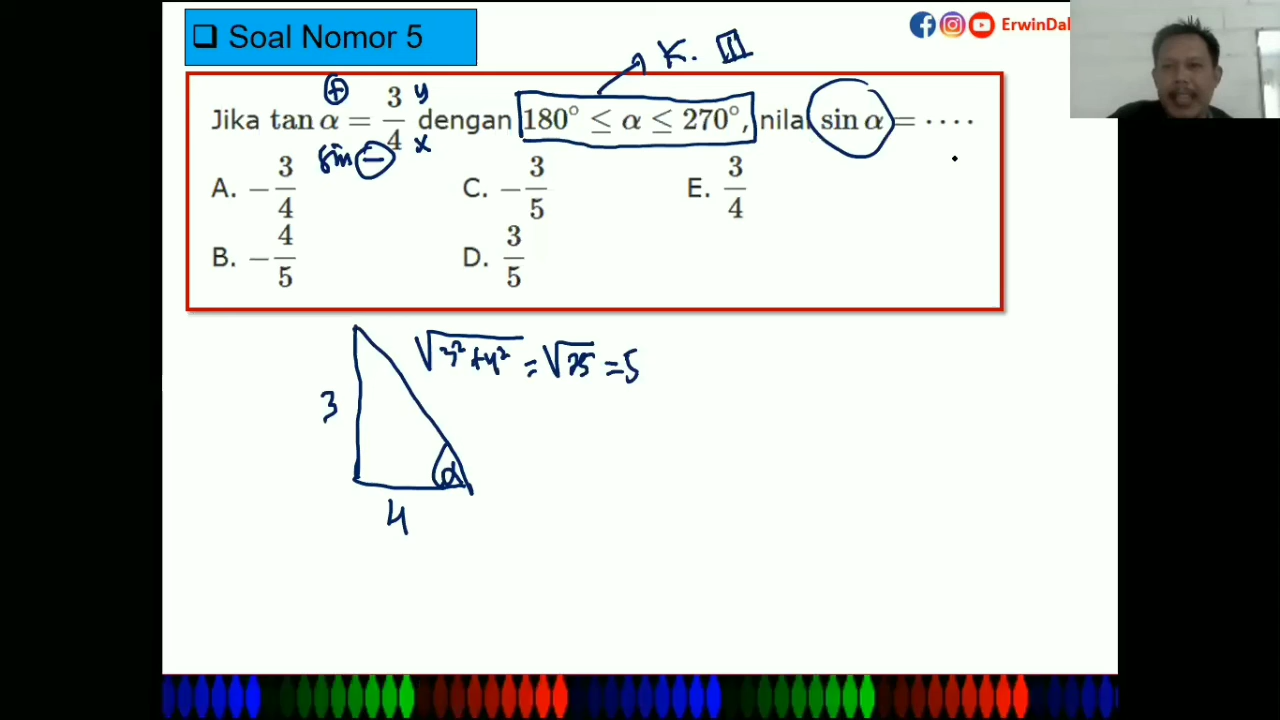 ❑ Soal Nomor 5
ErwinDal
K. III
Jika tan α = 3/4 dengan 180° ≤ α ≤ 270°, nilai sin α = ....
+ y
x
sin −
A. −3/4 C. −3/5 E. 3/4
B. −4/5 D. 3/5
√3²+4² = √25 = 5
3
α
4